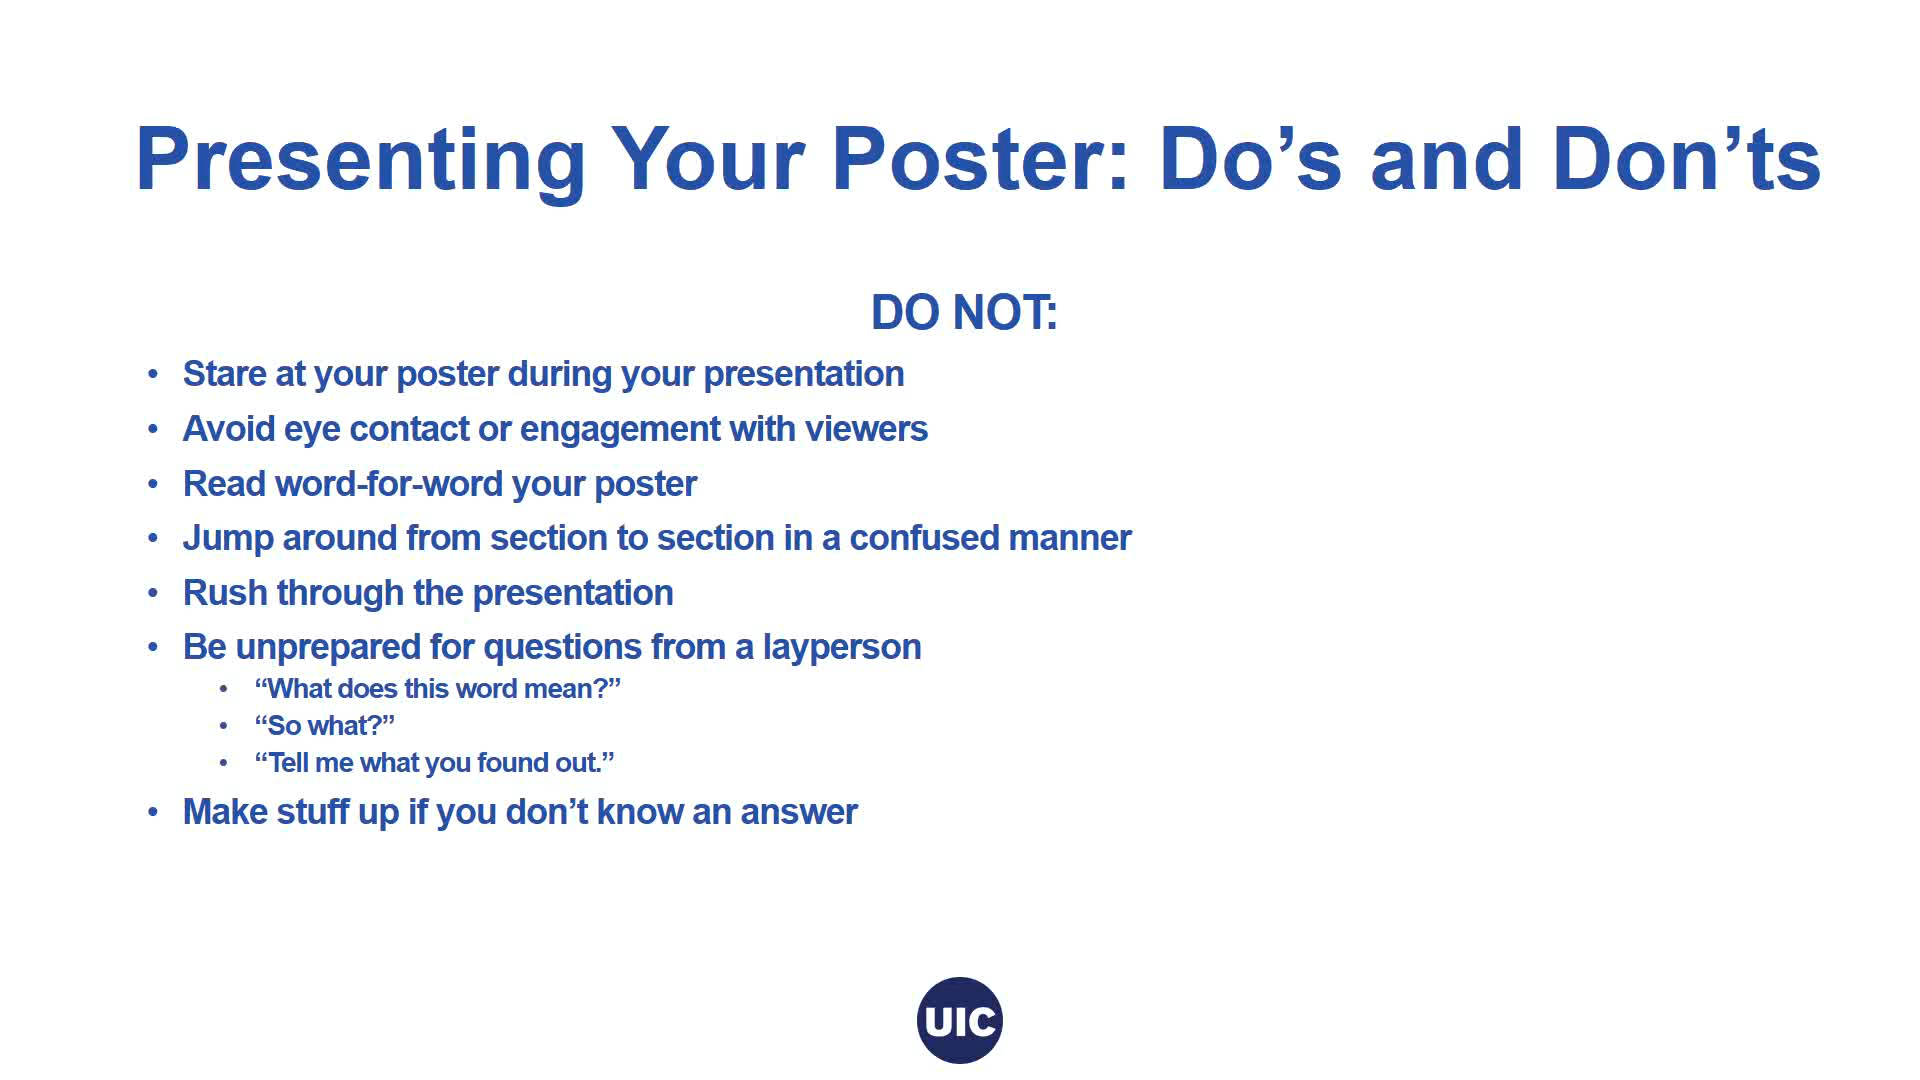 Presenting Your Poster: Do’s and Don’ts
DO NOT:
• Stare at your poster during your presentation
• Avoid eye contact or engagement with viewers
• Read word-for-word your poster
• Jump around from section to section in a confused manner
• Rush through the presentation
• Be unprepared for questions from a layperson
• “What does this word mean?”
• “So what?”
• “Tell me what you found out.”
• Make stuff up if you don’t know an answer
UIC